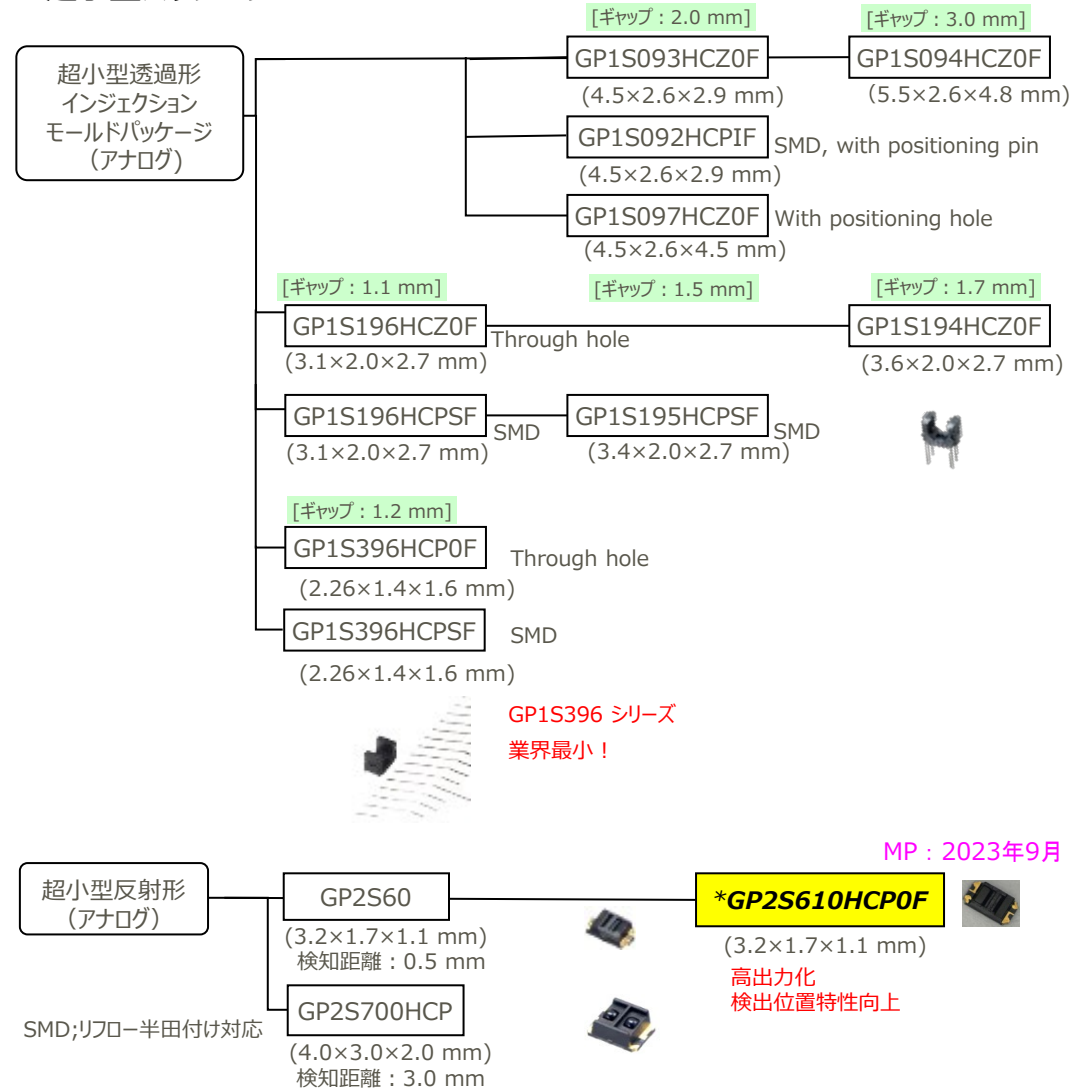 [ギャップ : 2.0 mm]
[ギャップ : 3.0 mm]
超小型透過形
インジェクション
モールドパッケージ
(アナログ)
GP1S093HCZ0F
GP1S094HCZ0F
(4.5×2.6×2.9 mm)
(5.5×2.6×4.8 mm)
GP1S092HCPIF
SMD, with positioning pin
(4.5×2.6×2.9 mm)
GP1S097HCZ0F
With positioning hole
(4.5×2.6×4.5 mm)
[ギャップ : 1.1 mm]
[ギャップ : 1.5 mm]
[ギャップ : 1.7 mm]
GP1S196HCZ0F
Through hole
GP1S194HCZ0F
(3.1×2.0×2.7 mm)
(3.6×2.0×2.7 mm)
GP1S196HCPSF
SMD
GP1S195HCPSF
SMD
(3.1×2.0×2.7 mm)
(3.4×2.0×2.7 mm)
[ギャップ : 1.2 mm]
GP1S396HCP0F
Through hole
(2.26×1.4×1.6 mm)
GP1S396HCPSF
SMD
(2.26×1.4×1.6 mm)
GP1S396 シリーズ
業界最小！
MP : 2023年9月
超小型反射形
(アナログ)
GP2S60
*GP2S610HCP0F
(3.2×1.7×1.1 mm)
検知距離 : 0.5 mm
(3.2×1.7×1.1 mm)
高出力化
検出位置特性向上
GP2S700HCP
SMD;リフロー半田付け対応
(4.0×3.0×2.0 mm)
検知距離 : 3.0 mm